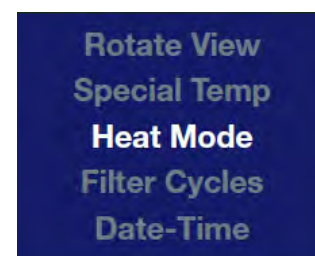 Rotate View
Special Temp
Heat Mode
Filter Cycles
Date-Time